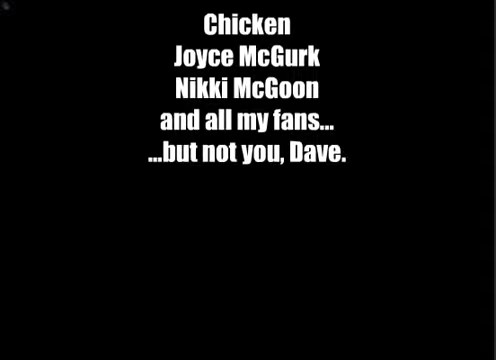 Chicken
Joyce McGurk
Nikki McGoon
and all my fans...
...but not you, Dave.